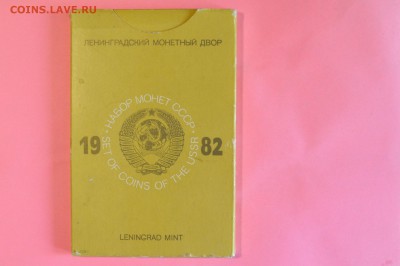 COINS.LAVE.RU
ЛЕНИНГРАДСКИЙ МОНЕТНЫЙ ДВОР
• НАБОР МОНЕТ СССР •
19 82
SET OF COINS OF THE USSR
LENINGRAD MINT